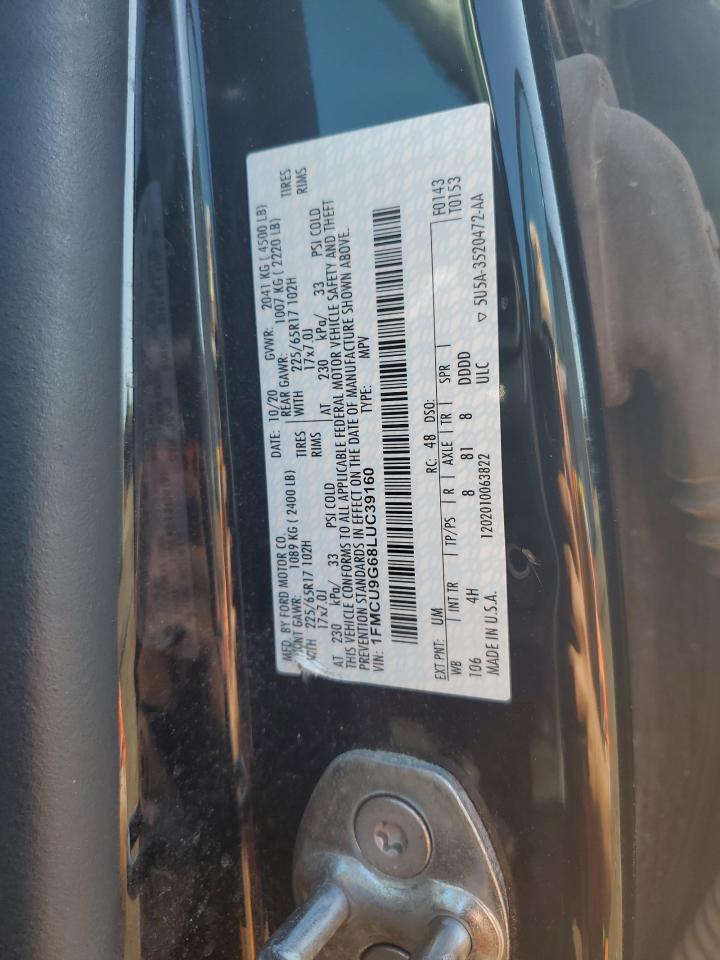 MFD. BY FORD MOTOR CO.
DATE: 10/20 GVWR: 2041 KG ( 4500 LB)
FRONT GAWR: 1089 KG ( 2400 LB) REAR GAWR: 1007 KG ( 2220 LB)
WITH 225/65R17 102H TIRES WITH 225/65R17 102H TIRES
17x7.0J RIMS 17x7.0J RIMS
AT 230 kPa/ 33 PSI COLD AT 230 kPa/ 33 PSI COLD
THIS VEHICLE CONFORMS TO ALL APPLICABLE FEDERAL MOTOR VEHICLE SAFETY AND THEFT
PREVENTION STANDARDS IN EFFECT ON THE DATE OF MANUFACTURE SHOWN ABOVE.
VIN: 1FMCU9G68LUC39160 TYPE: MPV
EXT PNT: UM RC: 48 DSO: F0143
WB INT TR TP/PS R AXLE TR SPR T0153
106 4H 8 81 8 DDDD
MADE IN U.S.A. 1202010063822 ULC 5U5A-3520472-AA